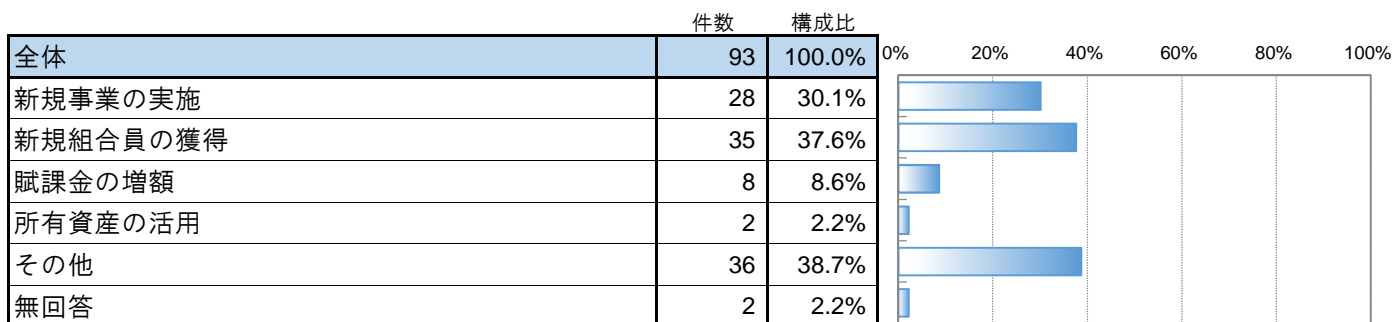 件数 構成比
全体 93 100.0% 0% 20% 40% 60% 80% 100%
新規事業の実施 28 30.1%
新規組合員の獲得 35 37.6%
賦課金の増額 8 8.6%
所有資産の活用 2 2.2%
その他 36 38.7%
無回答 2 2.2%